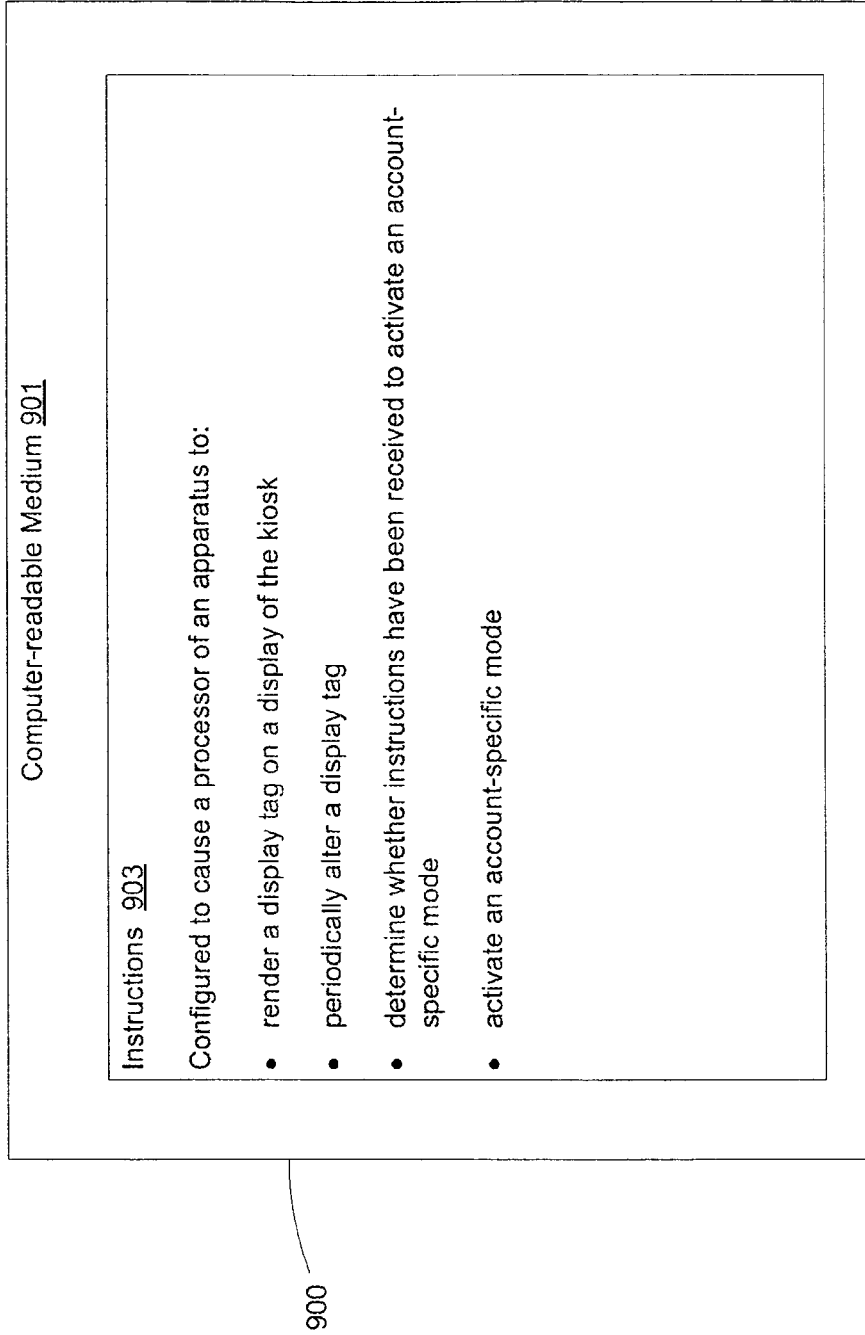 Computer-readable Medium 901
Instructions 903
Configured to cause a processor of an apparatus to:
• render a display tag on a display of the kiosk
• periodically alter a display tag
• determine whether instructions have been received to activate an account-
specific mode
• activate an account-specific mode
900